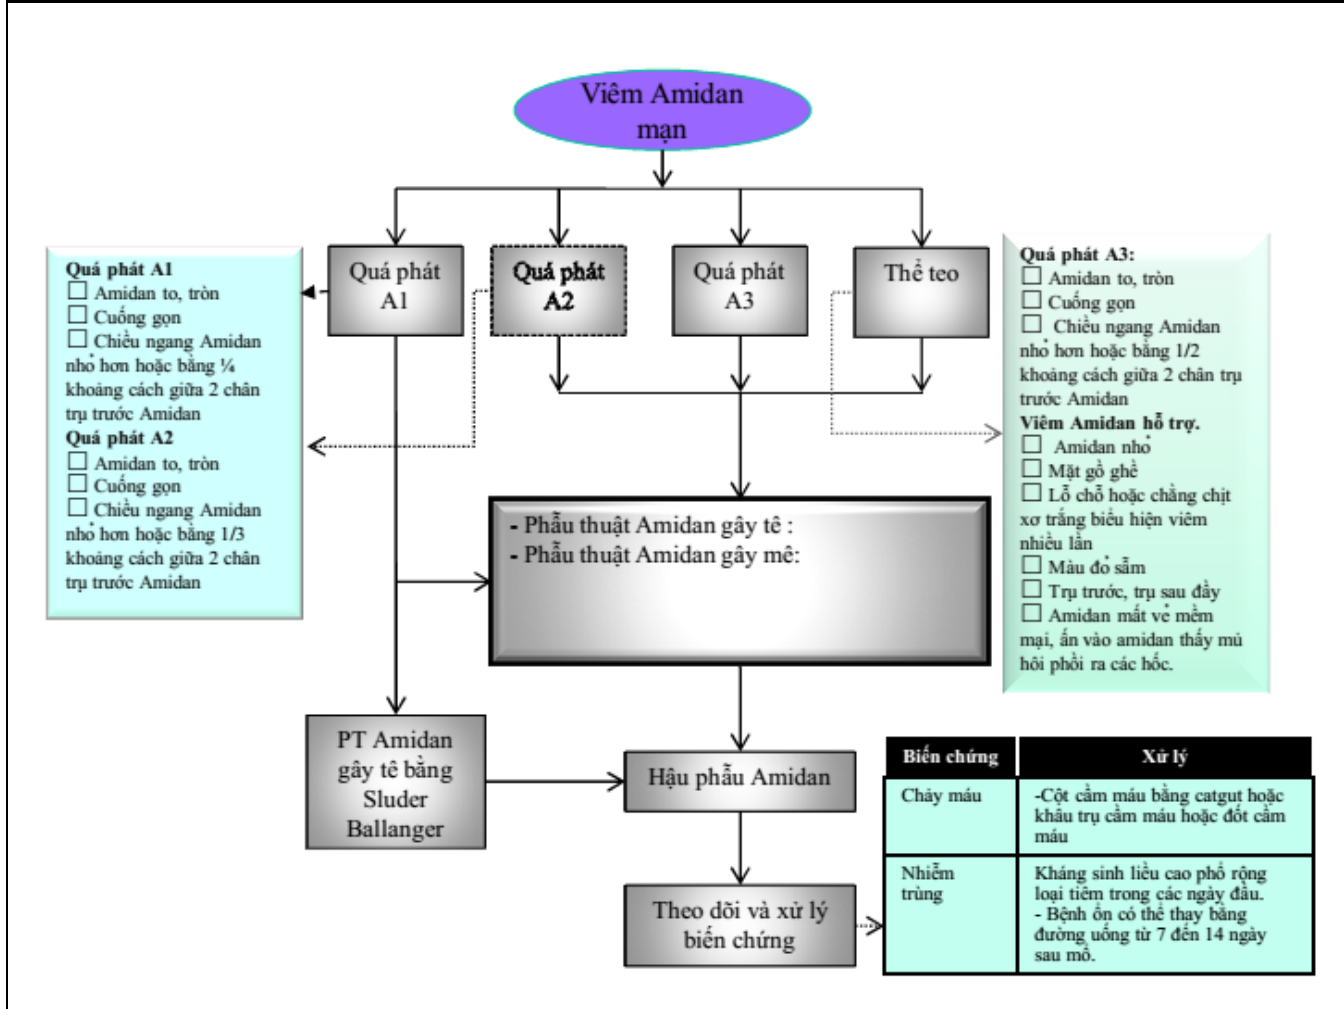 Viêm Amidan
mạn
Quá phát
A1
Quá phát
A2
Quá phát
A3
Thể teo
Quá phát A1
☐ Amidan to, tròn
☐ Cuống gọn
☐ Chiều ngang Amidan
nhỏ hơn hoặc bằng ¼
khoảng cách giữa 2 chân
trụ trước Amidan
Quá phát A2
☐ Amidan to, tròn
☐ Cuống gọn
☐ Chiều ngang Amidan
nhỏ hơn hoặc bằng 1/3
khoảng cách giữa 2 chân
trụ trước Amidan
Quá phát A3:
☐ Amidan to, tròn
☐ Cuống gọn
☐ Chiều ngang Amidan
nhỏ hơn hoặc bằng 1/2
khoảng cách giữa 2 chân trụ
trước Amidan
Viêm Amidan hỗ trợ.
☐ Amidan nhỏ
☐ Mặt gồ ghề
☐ Lỗ chỗ hoặc chằng chịt
xơ trắng biểu hiện viêm
nhiều lần
☐ Màu đỏ sẫm
☐ Trụ trước, trụ sau đầy
☐ Amidan mất vẻ mềm
mại, ấn vào amidan thấy mủ
hôi phòi ra các hốc.
- Phẫu thuật Amidan gây tê :
- Phẫu thuật Amidan gây mê:
PT Amidan
gây tê bằng
Sluder
Ballanger
Hậu phẫu Amidan
Theo dõi và xử lý
biến chứng
Biến chứng Xử lý
Chảy máu
-Cột cầm máu bằng catgut hoặc
khâu trụ cầm máu hoặc đốt cầm
máu
Nhiễm
trùng
Kháng sinh liều cao phổ rộng
loại tiêm trong các ngày đầu.
- Bệnh ổn có thể thay bằng
đường uống từ 7 đến 14 ngày
sau mổ.